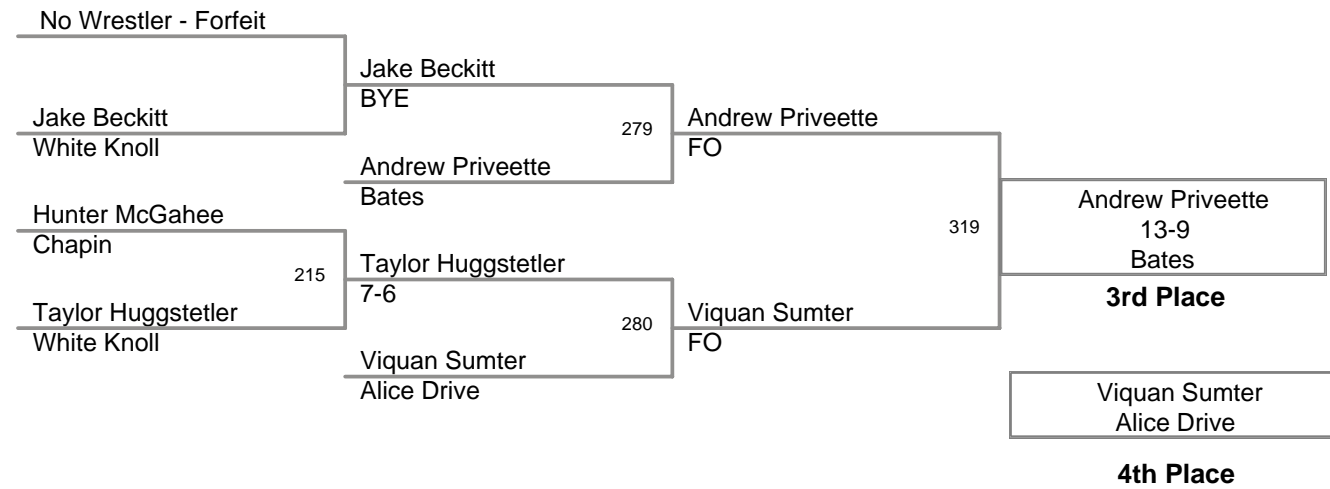 No Wrestler - Forfeit
Jake Beckitt
BYE
Jake Beckitt
White Knoll
279
Andrew Priveette
FO
Andrew Priveette
Bates
Hunter McGahee
Chapin
319
Andrew Priveette
13-9
Bates
3rd Place
215
Taylor Huggstetler
7-6
Taylor Huggstetler
White Knoll
280
Viquan Sumter
FO
Viquan Sumter
Alice Drive
Viquan Sumter
Alice Drive
4th Place